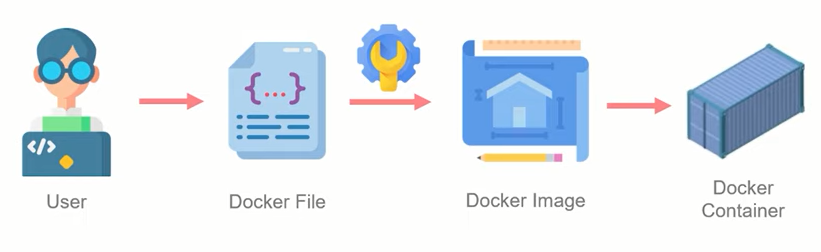 </>
{...}
User
Docker File
Docker Image
Docker
Container